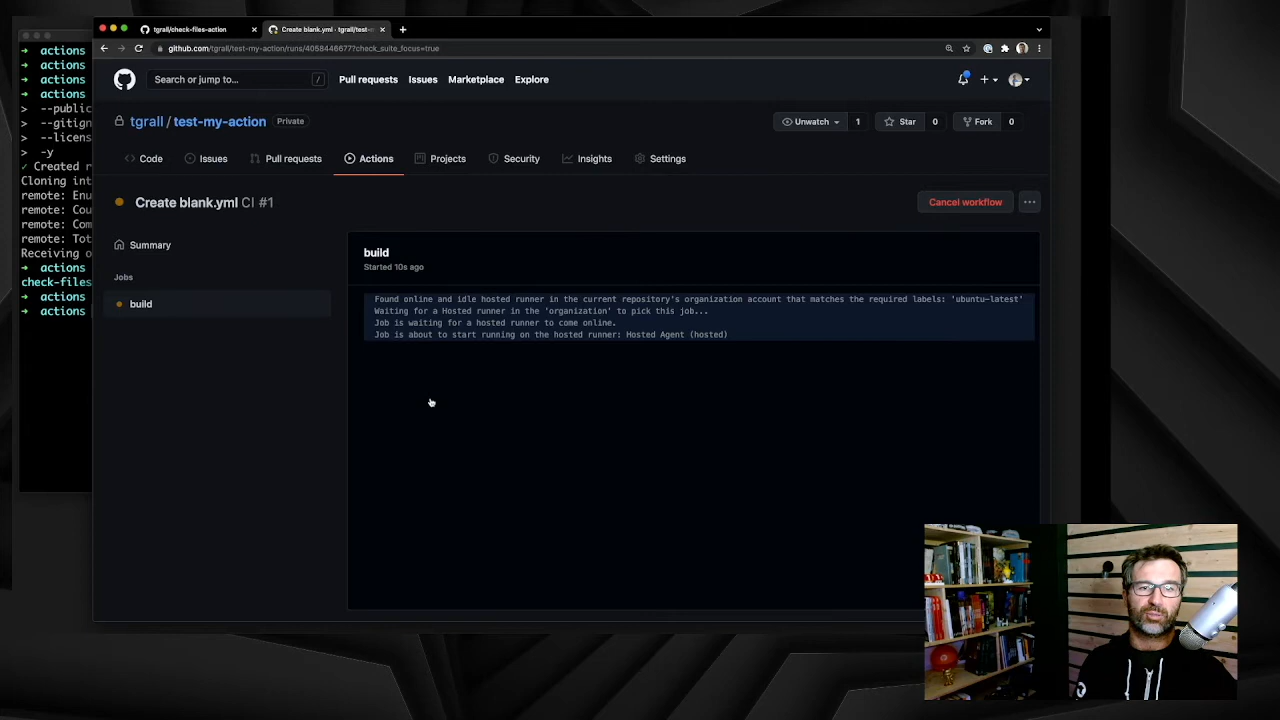 tgrall/check-files-action
Create blank.yml · tgrall/test-
github.com/tgrall/test-my-action/runs/4058446677?check_suite_focus=true
➜ actions
➜ actions
➜ actions
➜ actions
> --public
> --gitign
> --licens
> -y
✓ Created r
Cloning int
remote: Enu
remote: Cou
remote: Com
remote: Tot
Receiving o
➜ actions
check-files
➜ actions
➜ actions
Search or jump to...
/
Pull requests
Issues
Marketplace
Explore
tgrall / test-my-action
Private
Unwatch
1
Star
0
Fork
0
Code
Issues
Pull requests
Actions
Projects
Security
Insights
Settings
Create blank.yml CI #1
Cancel workflow
Summary
Jobs
build
build
Started 10s ago
Found online and idle hosted runner in the current repository's organization account that matches the required labels: 'ubuntu-latest'
Waiting for a Hosted runner in the 'organization' to pick this job...
Job is waiting for a hosted runner to come online.
Job is about to start running on the hosted runner: Hosted Agent (hosted)